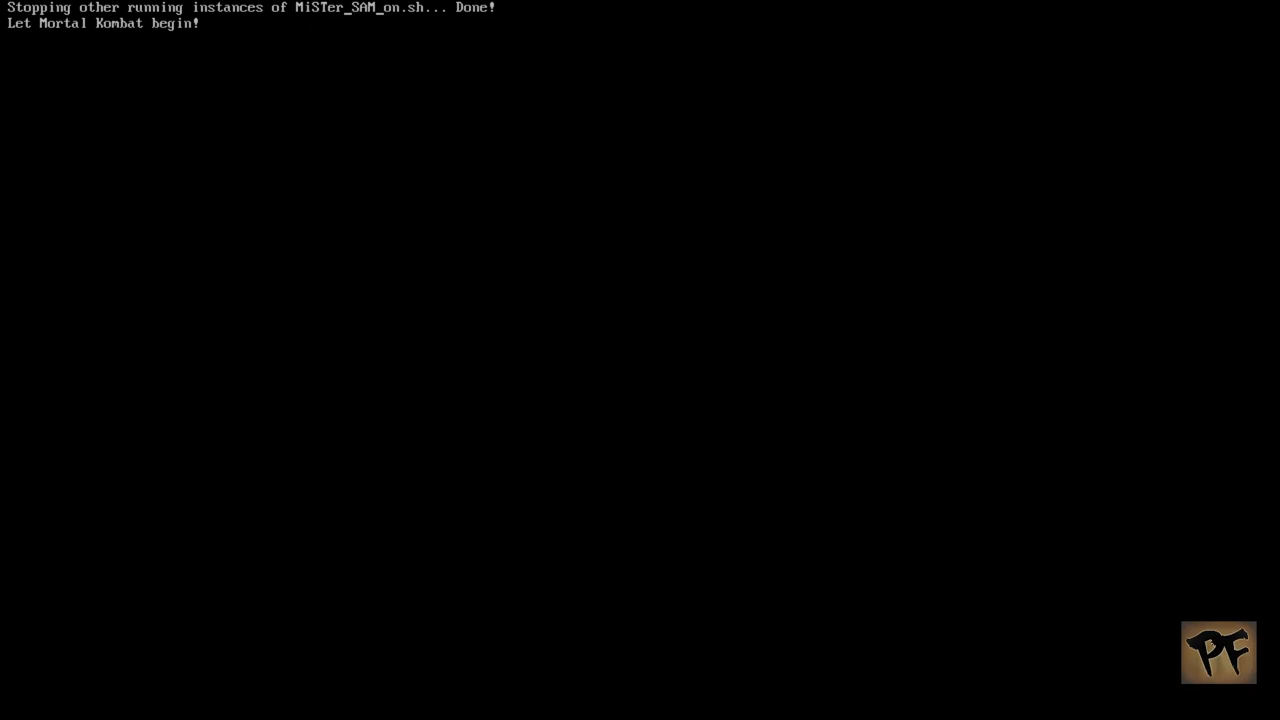 Stopping other running instances of MiSTer_SAM_on.sh... Done!
Let Mortal Kombat begin!
PF